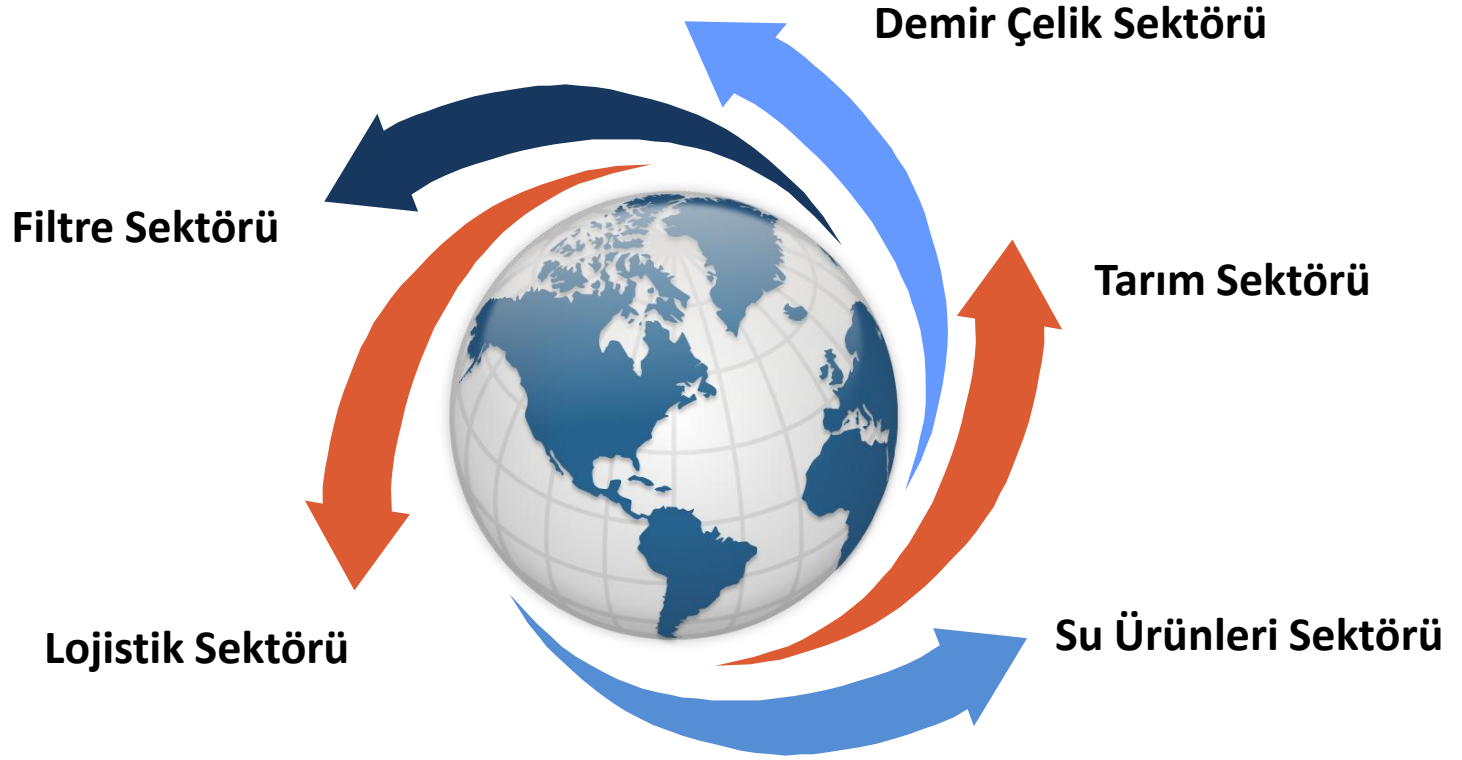 Demir Çelik Sektörü
Filtre Sektörü
Tarım Sektörü
Lojistik Sektörü
Su Ürünleri Sektörü